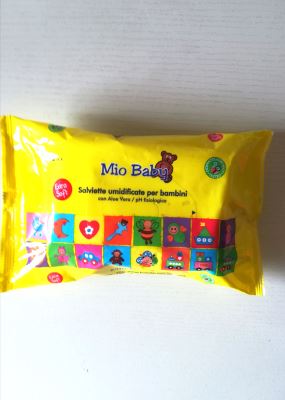 Mio Baby
Extra
Soft
Salviette umidificate per bambini
con Aloe Vera / pH fisiologico